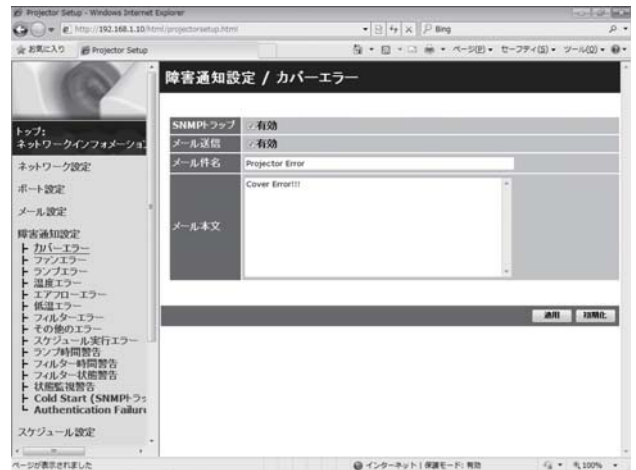 Projector Setup - Windows Internet Explorer
http://192.168.1.10/html/projectorsetup.html
Bing
お気に入り
Projector Setup
ページ(P)
セーフティ(S)
ツール(O)
障害通知設定 / カバーエラー
トップ:
ネットワークインフォメーション
ネットワーク設定
ポート設定
メール設定
障害通知設定
カバーエラー
ファンエラー
ランプエラー
温度エラー
エアフローエラー
低温エラー
フィルターエラー
その他のエラー
スケジュール実行エラー
ランプ時間警告
フィルター時間警告
フィルター状態警告
状態監視警告
Cold Start (SNMPトラ
Authentication Failure
スケジュール設定
SNMPトラップ
有効
メール送信
有効
メール件名
Projector Error
メール本文
Cover Error!!!
適用
初期化
ページが表示されました
インターネット | 保護モード: 有効
100%